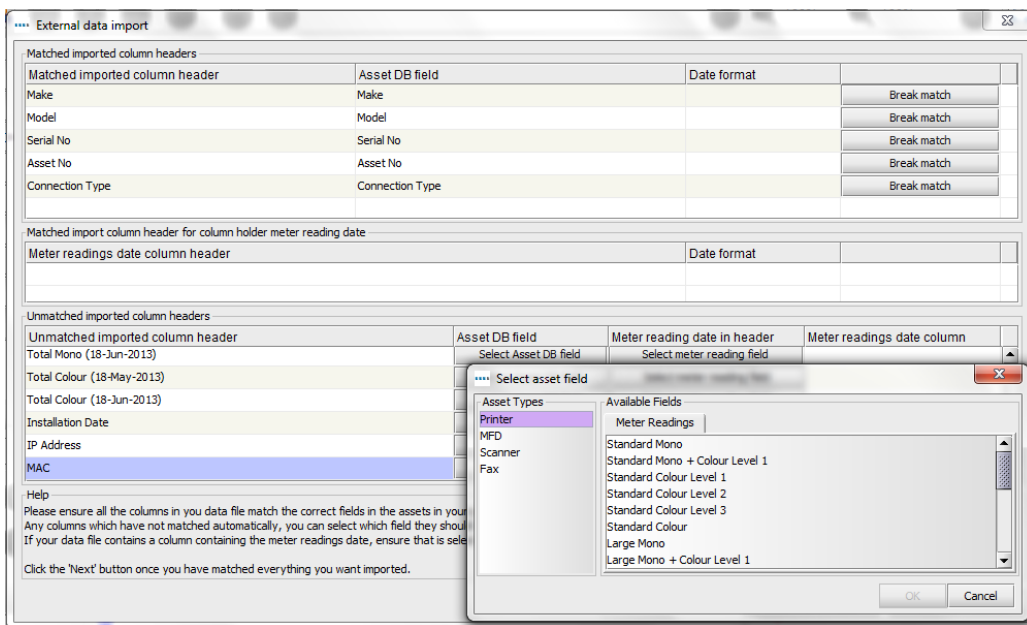 External data import
Matched imported column headers
Matched imported column header Asset DB field Date format
Make Make Break match
Model Model Break match
Serial No Serial No Break match
Asset No Asset No Break match
Connection Type Connection Type Break match
Matched import column header for column holder meter reading date
Meter readings date column header Date format
Unmatched imported column headers
Unmatched imported column header Asset DB field Meter reading date in header Meter readings date column
Total Mono (18-Jun-2013) Select Asset DB field Select meter reading field
Total Colour (18-May-2013)
Total Colour (18-Jun-2013)
Installation Date
IP Address
MAC
Help
Please ensure all the columns in you data file match the correct fields in the assets in your
Any columns which have not matched automatically, you can select which field they shoul
If your data file contains a column containing the meter readings date, ensure that is sele
Click the 'Next' button once you have matched everything you want imported.
Select asset field
Asset Types
Printer
MFD
Scanner
Fax
Available Fields
Meter Readings
Standard Mono
Standard Mono + Colour Level 1
Standard Colour Level 1
Standard Colour Level 2
Standard Colour Level 3
Standard Colour
Large Mono
Large Mono + Colour Level 1
OK Cancel